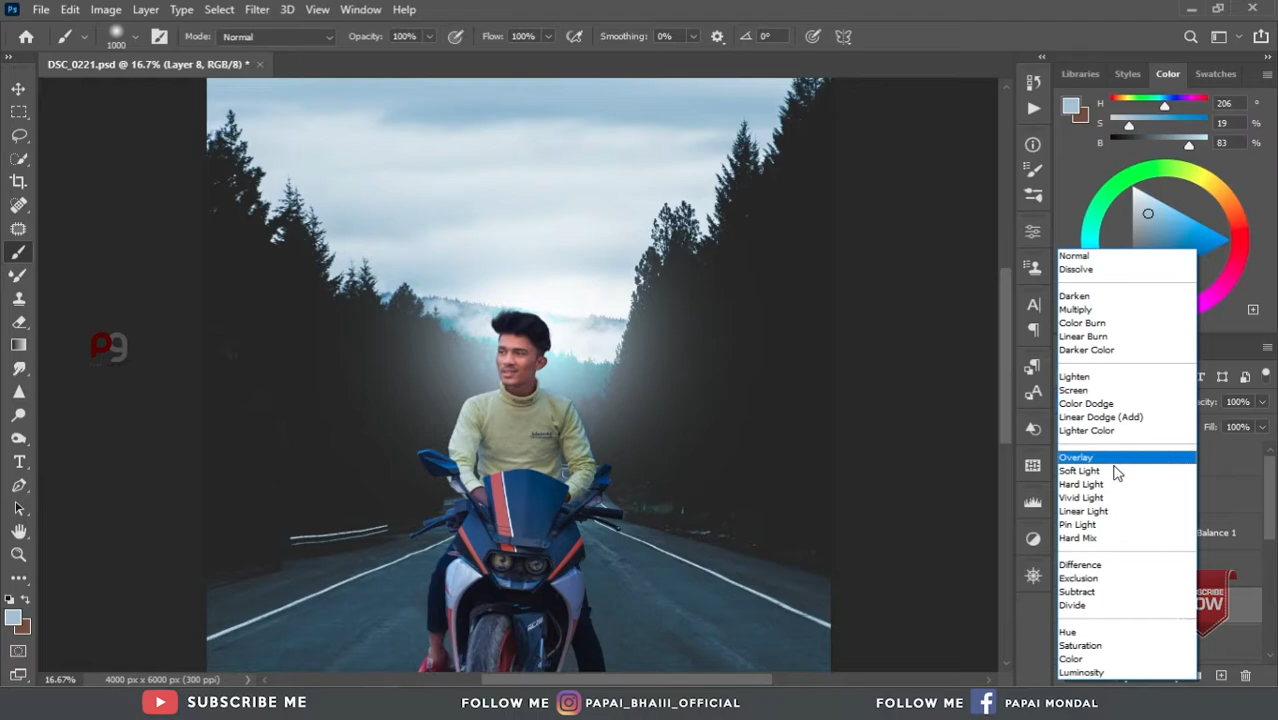 Ps File Edit Image Layer Type Select Filter 3D View Window Help
1000 Mode: Normal Opacity: 100% Flow: 100% Smoothing: 0% 0°
DSC_0221.psd @ 16.7% (Layer 8, RGB/8) *
Libraries Styles Color Swatches
H 206 °
S 19 %
B 83 %
Normal
Dissolve
Darken
Multiply
Color Burn
Linear Burn
Darker Color
Lighten
Screen
Color Dodge
Linear Dodge (Add)
Lighter Color
Overlay
Soft Light
Hard Light
Vivid Light
Linear Light
Pin Light
Hard Mix
Difference
Exclusion
Subtract
Divide
Hue
Saturation
Color
Luminosity
pacity: 100%
Fill: 100%
Balance 1
PG
16.67% 4000 px x 6000 px (300 ppi)
SUBSCRIBE ME FOLLOW ME PAPAI_BHAIII_OFFICIAL FOLLOW ME PAPAI MONDAL